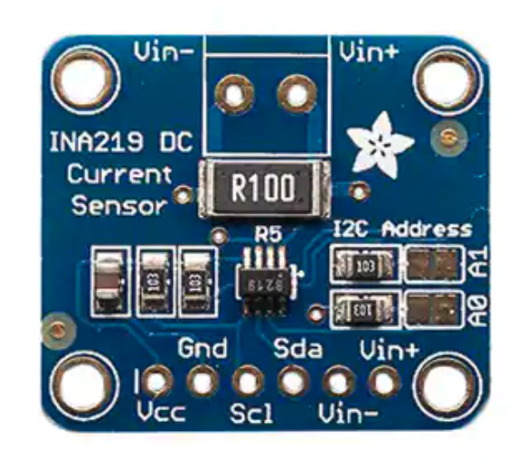 Vin- Vin+
INA219 DC
Current
Sensor
R100
R5
I2C Address
103
A1
103 103
103
A0
Gnd Sda Vin+
Vcc Scl Vin-